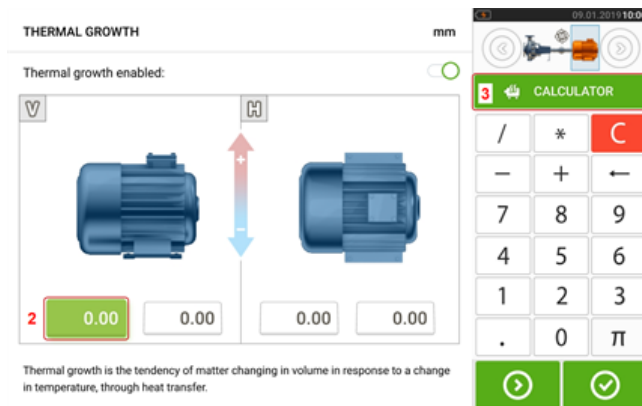 THERMAL GROWTH
mm
Thermal growth enabled:
V
H
+
−
2
0.00
0.00
0.00
0.00
Thermal growth is the tendency of matter changing in volume in response to a change
in temperature, through heat transfer.
09.01.2019 10:0
3 CALCULATOR
/ * C
− + ←
7 8 9
4 5 6
1 2 3
. 0 π